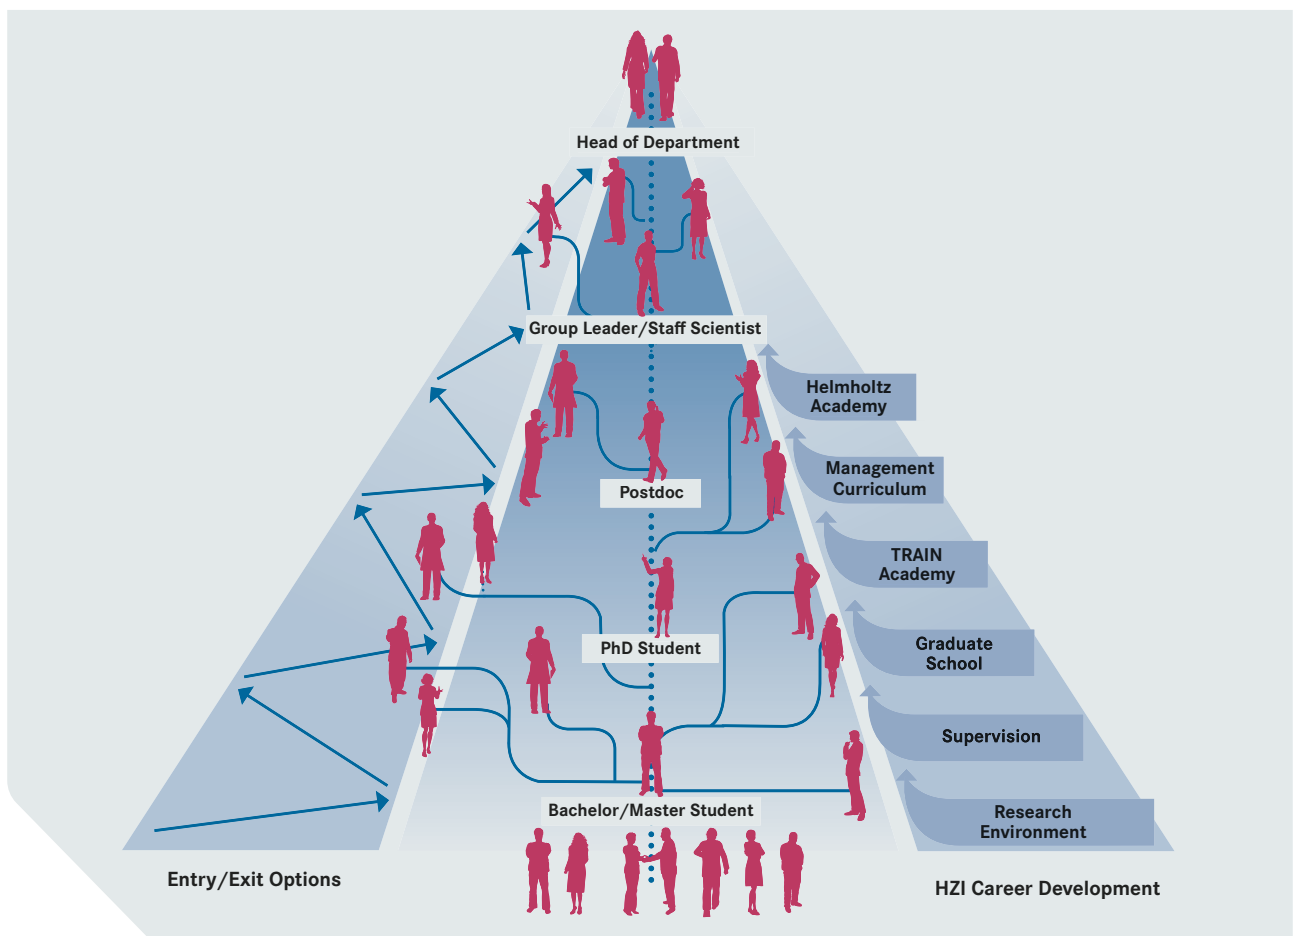 Head of Department
Group Leader/Staff Scientist
Helmholtz
Academy
Management
Curriculum
Postdoc
TRAIN
Academy
PhD Student
Graduate
School
Supervision
Bachelor/Master Student
Research
Environment
Entry/Exit Options
HZI Career Development